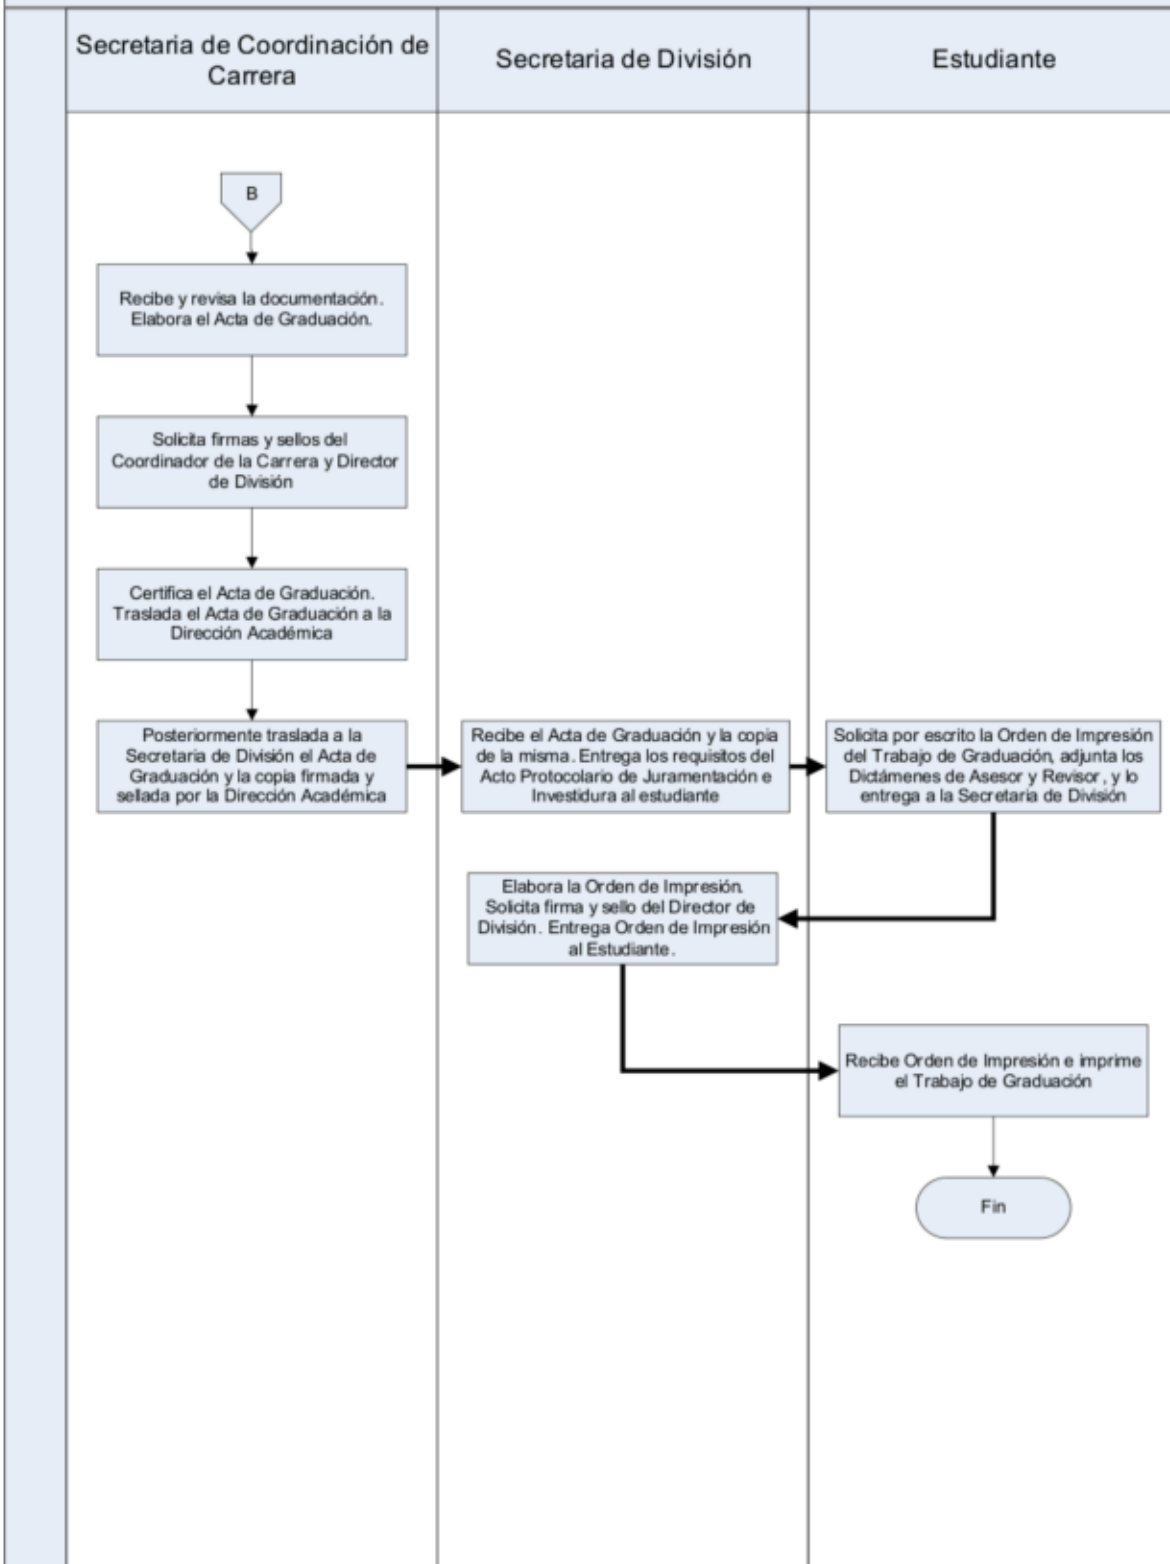 Secretaria de Coordinación de
Carrera
Secretaria de División
Estudiante
B
Recibe y revisa la documentación.
Elabora el Acta de Graduación.
Solicita firmas y sellos del
Coordinador de la Carrera y Director
de División
Certifica el Acta de Graduación.
Traslada el Acta de Graduación a la
Dirección Académica
Posteriormente traslada a la
Secretaria de División el Acta de
Graduación y la copia firmada y
sellada por la Dirección Académica
Recibe el Acta de Graduación y la copia
de la misma. Entrega los requisitos del
Acto Protocolario de Juramentación e
Investidura al estudiante
Solicita por escrito la Orden de Impresión
del Trabajo de Graduación, adjunta los
Dictámenes de Asesor y Revisor, y lo
entrega a la Secretaria de División
Elabora la Orden de Impresión.
Solicita firma y sello del Director de
División. Entrega Orden de Impresión
al Estudiante.
Recibe Orden de Impresión e imprime
el Trabajo de Graduación
Fin